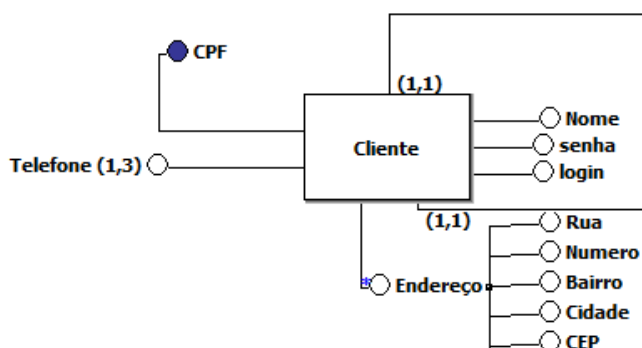 CPF
(1,1)
Nome
Cliente
senha
Telefone (1,3)
login
(1,1)
Rua
Numero
Endereço
Bairro
Cidade
CEP